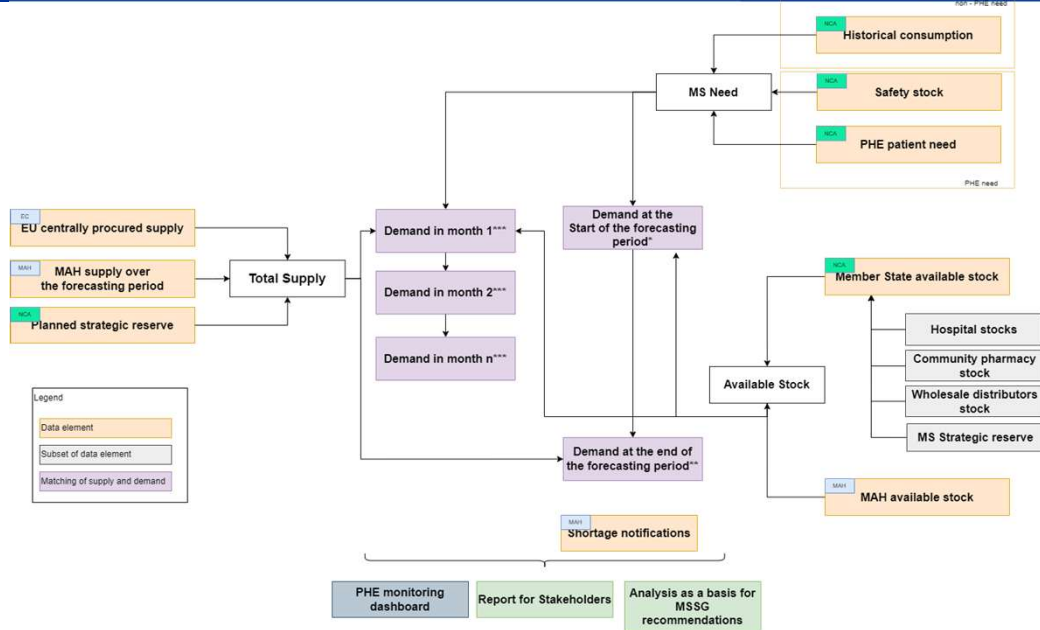 non - PHE need
NCA
Historical consumption
NCA
Safety stock
MS Need
NCA
PHE patient need
PHE need
EC
EU centrally procured supply
MAH
MAH supply over
the forecasting period
NCA
Planned strategic reserve
Total Supply
Demand in month 1***
Demand in month 2***
Demand in month n***
Demand at the
Start of the forecasting
period*
Demand at the end of
the forecasting period**
NCA
Member State available stock
Hospital stocks
Community pharmacy
stock
Wholesale distributors
stock
MS Strategic reserve
Available Stock
MAH
MAH available stock
Legend
Data element
Subset of data element
Matching of supply and demand
MAH
Shortage notifications
PHE monitoring
dashboard
Report for Stakeholders
Analysis as a basis for
MSSG
recommendations